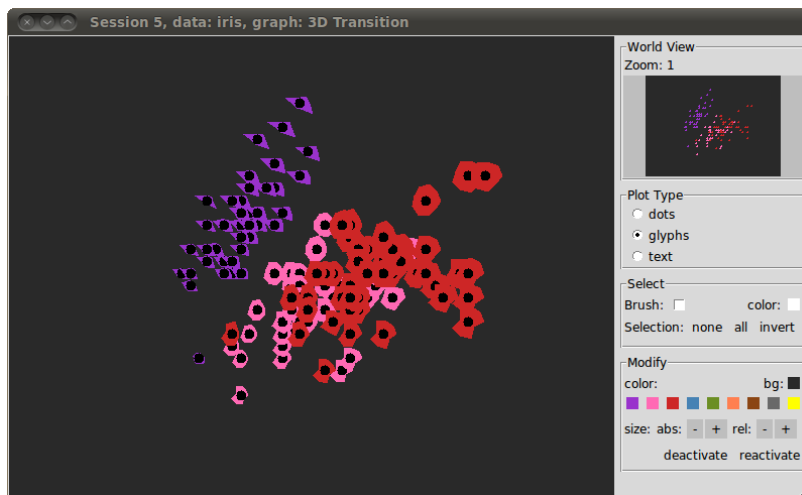 Session 5, data: iris, graph: 3D Transition
World View
Zoom: 1
Plot Type
dots
glyphs
text
Select
Brush: color:
Selection: none all invert
Modify
color: bg:
size: abs: - + rel: - +
deactivate reactivate